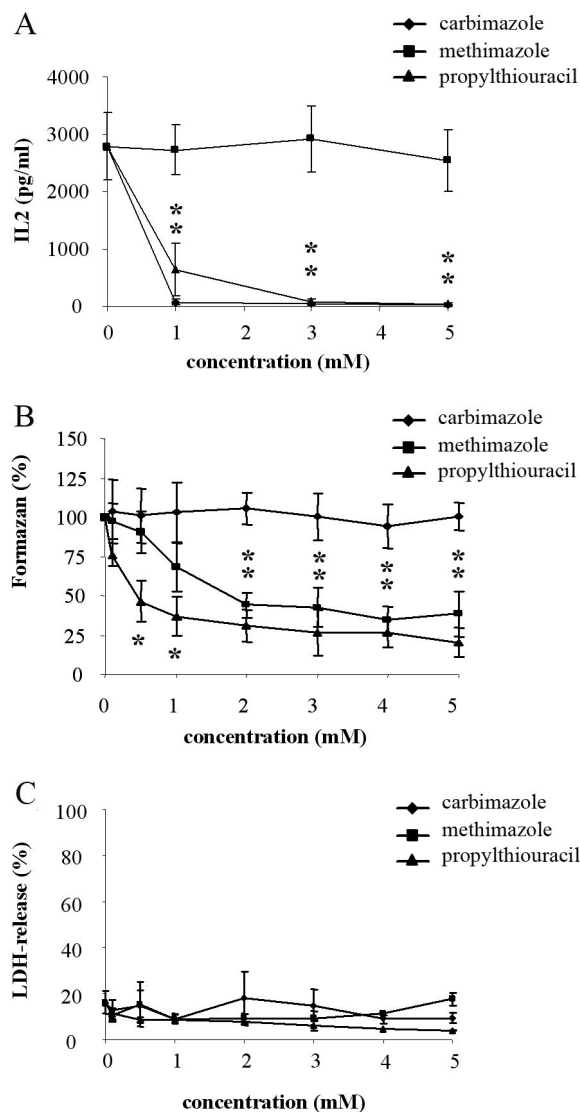 A
carbimazole
methimazole
propylthiouracil
4000
3000
2000
1000
0
IL2 (pg/ml)
*
*
*
*
*
*
0 1 2 3 4 5
concentration (mM)
B
carbimazole
methimazole
propylthiouracil
150
125
100
75
50
25
0
Formazan (%)
*
*
*
*
*
*
*
*
*
*
0 1 2 3 4 5
concentration (mM)
C
carbimazole
methimazole
propylthiouracil
100
80
60
40
20
0
LDH-release (%)
0 1 2 3 4 5
concentration (mM)